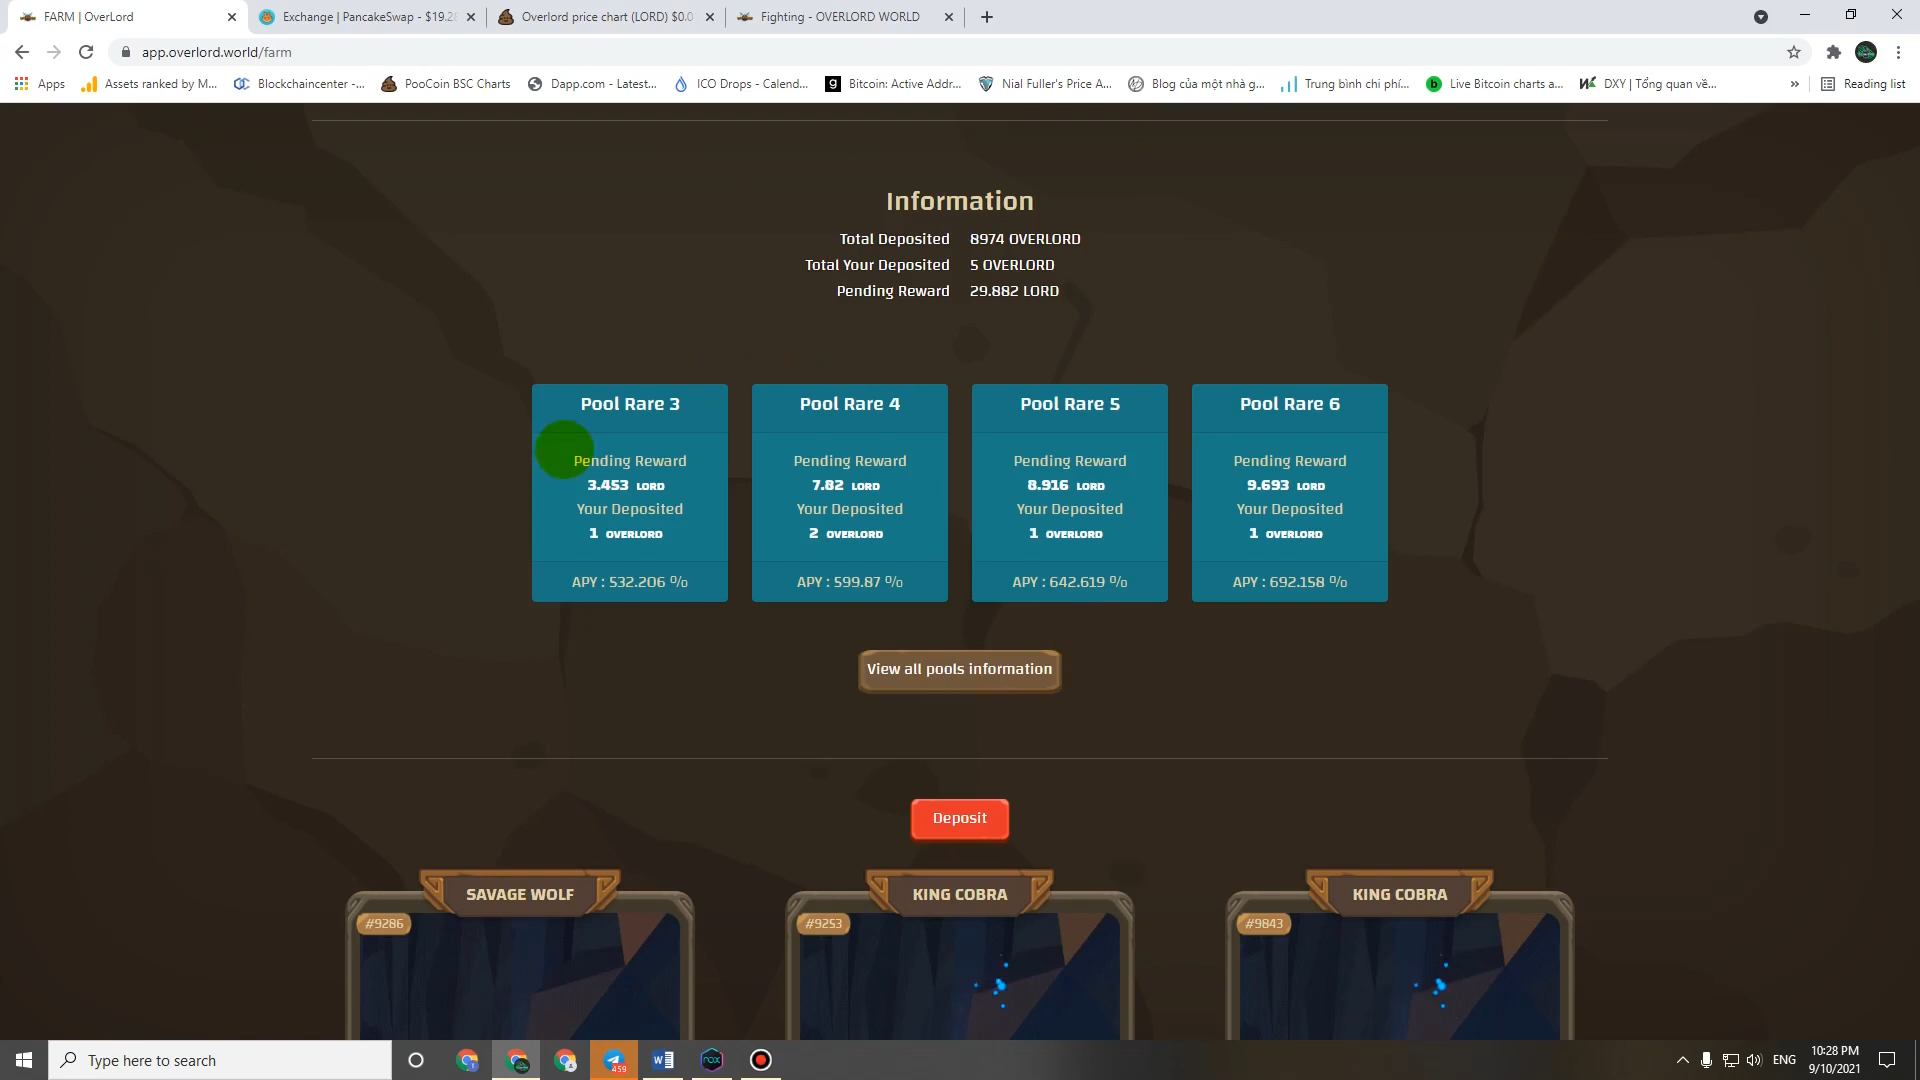 FARM | OverLord
Exchange | PancakeSwap - $19.28
Overlord price chart (LORD) $0.0
Fighting - OVERLORD WORLD
app.overlord.world/farm
Apps
Assets ranked by M...
Blockchaincenter -...
PooCoin BSC Charts
Dapp.com - Latest...
ICO Drops - Calend...
Bitcoin: Active Addr...
Nial Fuller's Price A...
Blog của một nhà g...
Trung bình chi phí...
Live Bitcoin charts a...
DXY | Tổng quan về...
»
Reading list
Information
Total Deposited 8974 OVERLORD
Total Your Deposited 5 OVERLORD
Pending Reward 29.882 LORD
Pool Rare 3
Pending Reward
3.453 LORD
Your Deposited
1 OVERLORD
APY : 532.206 %
Pool Rare 4
Pending Reward
7.82 LORD
Your Deposited
2 OVERLORD
APY : 599.87 %
Pool Rare 5
Pending Reward
8.916 LORD
Your Deposited
1 OVERLORD
APY : 642.619 %
Pool Rare 6
Pending Reward
9.693 LORD
Your Deposited
1 OVERLORD
APY : 692.158 %
View all pools information
Deposit
SAVAGE WOLF
#9286
KING COBRA
#9253
KING COBRA
#9843
Type here to search
459
nox
ENG
10:28 PM
9/10/2021